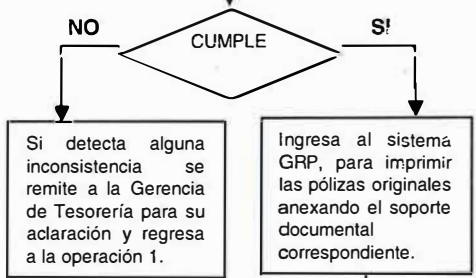 NO
CUMPLE
SI
Si detecta alguna
inconsistencia se
remite a la Gerencia
de Tesorería para su
aclaración y regresa
a la operación 1.
Ingresa al sistema
GRP, para imprimir
las pólizas originales
anexando el soporte
documental
correspondiente.